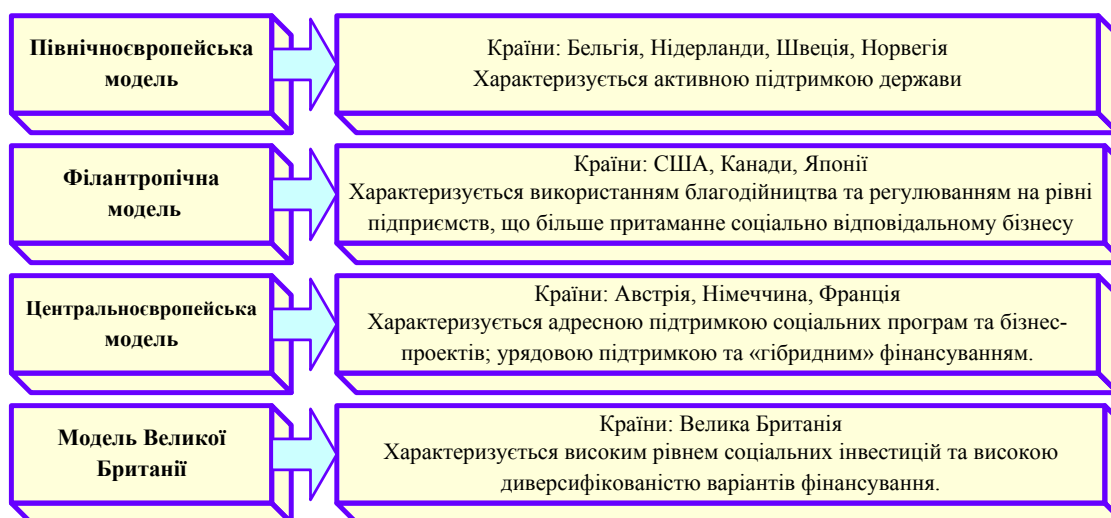 Північноєвропейська
модель
Країни: Бельгія, Нідерланди, Швеція, Норвегія
Характеризується активною підтримкою держави
Філантропічна
модель
Країни: США, Канади, Японії
Характеризується використанням благодійництва та регулюванням на рівні
підприємств, що більше притаманне соціально відповідальному бізнесу
Центральноєвропейська
модель
Країни: Австрія, Німеччина, Франція
Характеризується адресною підтримкою соціальних програм та бізнес-
проектів; урядовою підтримкою та «гібридним» фінансуванням.
Модель Великої
Британії
Країни: Велика Британія
Характеризується високим рівнем соціальних інвестицій та високою
диверсифікованістю варіантів фінансування.